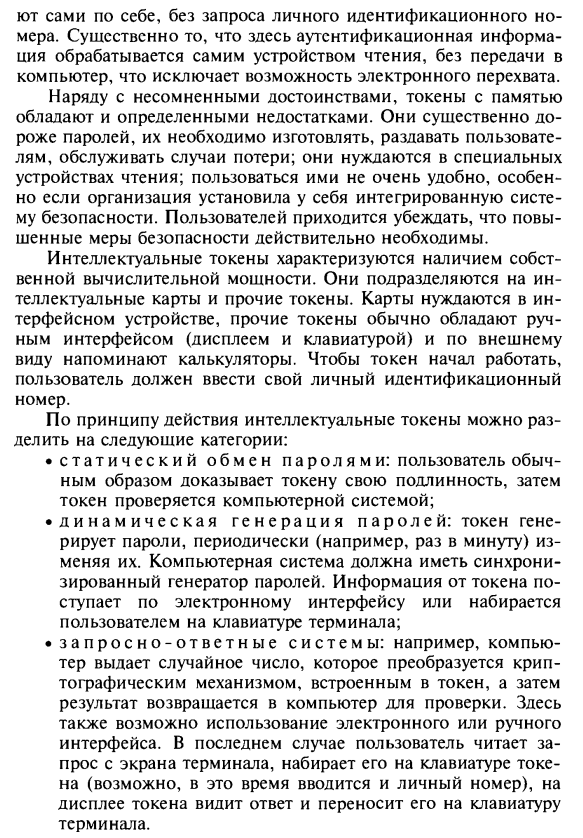 ют сами по себе, без запроса личного идентификационного но-
мера. Существенно то, что здесь аутентификационная информа-
ция обрабатывается самим устройством чтения, без передачи в
компьютер, что исключает возможность электронного перехвата.
Наряду с несомненными достоинствами, токены с памятью
обладают и определенными недостатками. Они существенно до-
роже паролей, их необходимо изготовлять, раздавать пользовате-
лям, обслуживать случаи потери; они нуждаются в специальных
устройствах чтения; пользоваться ими не очень удобно, особен-
но если организация установила у себя интегрированную систе-
му безопасности. Пользователей приходится убеждать, что повы-
шенные меры безопасности действительно необходимы.
Интеллектуальные токены характеризуются наличием собст-
венной вычислительной мощности. Они подразделяются на ин-
теллектуальные карты и прочие токены. Карты нуждаются в ин-
терфейсном устройстве, прочие токены обычно обладают руч-
ным интерфейсом (дисплеем и клавиатурой) и по внешнему
виду напоминают калькуляторы. Чтобы токен начал работать,
пользователь должен ввести свой личный идентификационный
номер.
По принципу действия интеллектуальные токены можно раз-
делить на следующие категории:
• статический обмен паролями: пользователь обыч-
ным образом доказывает токену свою подлинность, затем
токен проверяется компьютерной системой;
• динамическая генерация паролей: токен гене-
рирует пароли, периодически (например, раз в минуту) из-
меняя их. Компьютерная система должна иметь синхрони-
зированный генератор паролей. Информация от токена по-
ступает по электронному интерфейсу или набирается
пользователем на клавиатуре терминала;
• запросно-ответные системы: например, компью-
тер выдает случайное число, которое преобразуется крип-
тографическим механизмом, встроенным в токен, а затем
результат возвращается в компьютер для проверки. Здесь
также возможно использование электронного или ручного
интерфейса. В последнем случае пользователь читает за-
прос с экрана терминала, набирает его на клавиатуре токе-
на (возможно, в это время вводится и личный номер), на
дисплее токена видит ответ и переносит его на клавиатуру
терминала.